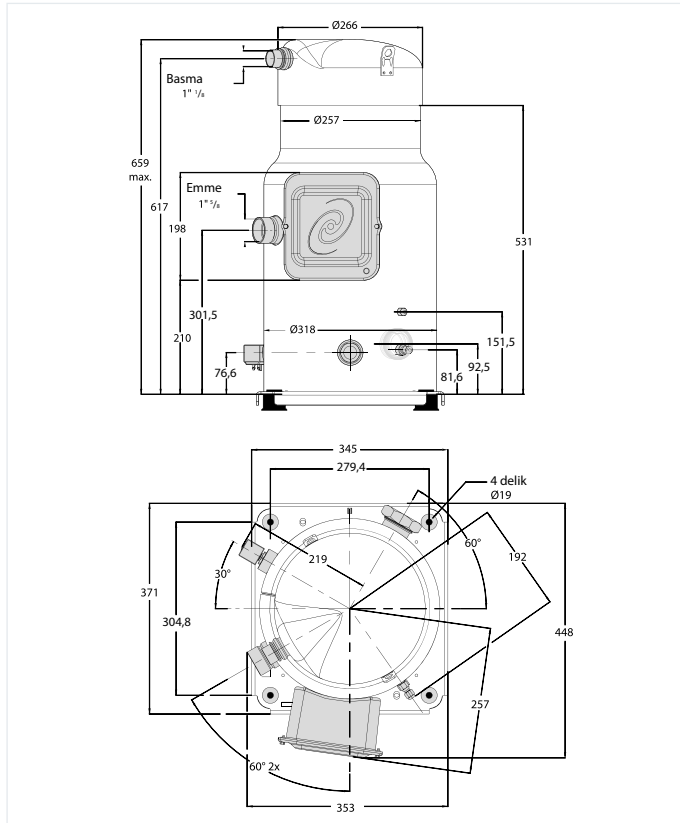 Ø266
Basma
1" 1/8
Ø257
659
max.
617
Emme
1" 5/8
198
531
301,5
210
Ø318
151,5
76,6
92,5
81,6
345
279,4
4 delik
Ø19
60°
192
219
30°
371
304,8
448
257
60° 2x
353